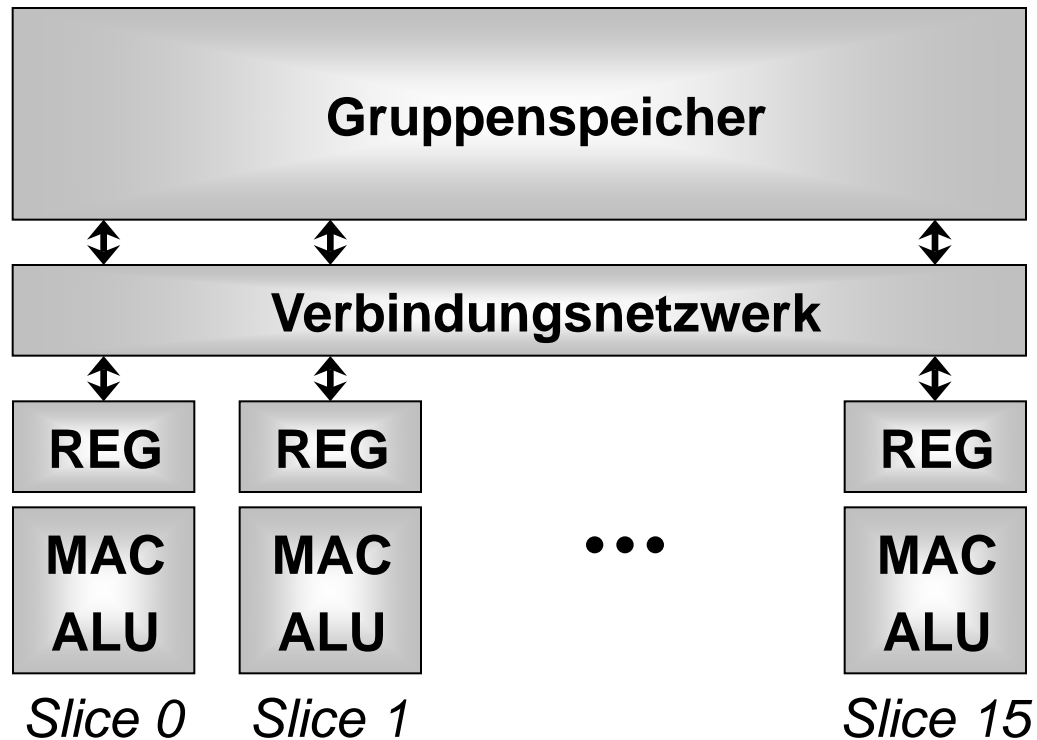 Gruppenspeicher
Verbindungsnetzwerk
REG REG REG
MAC MAC ... MAC
ALU ALU ALU
Slice 0 Slice 1 Slice 15